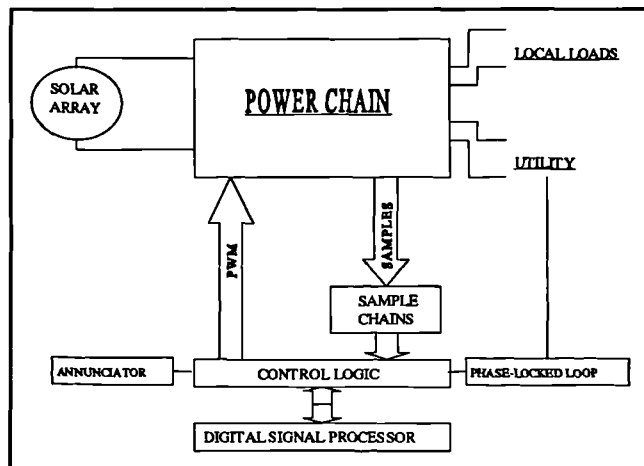 SOLAR
ARRAY
POWER CHAIN
LOCAL LOADS
UTILITY
PWM
SAMPLES
SAMPLE
CHAINS
ANNUNCIATOR
CONTROL LOGIC
PHASE-LOCKED LOOP
DIGITAL SIGNAL PROCESSOR